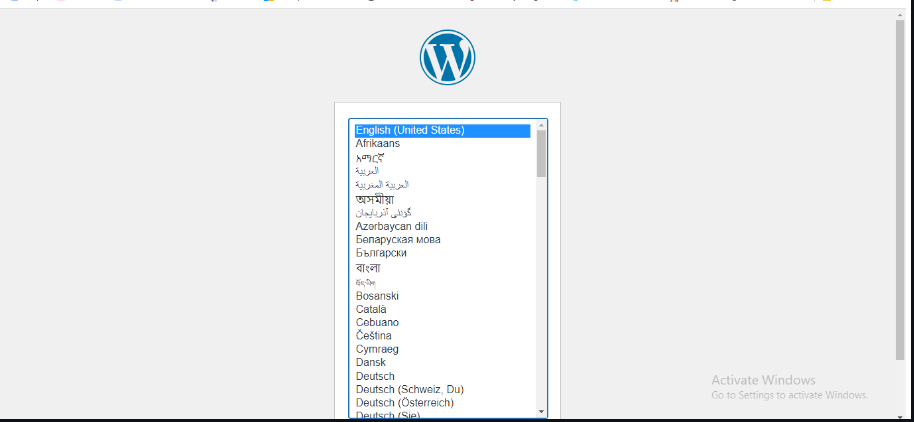 English (United States)
Afrikaans
አማርኛ
العربية
العربية المغربية
অসমীয়া
گؤنئی آذربایجان
Azərbaycan dili
Беларуская мова
Български
বাংলা
བོད་ཡིག
Bosanski
Català
Cebuano
Čeština
Cymraeg
Dansk
Deutsch
Deutsch (Schweiz, Du)
Deutsch (Österreich)
Deutsch (Sie)
Activate Windows
Go to Settings to activate Windows.